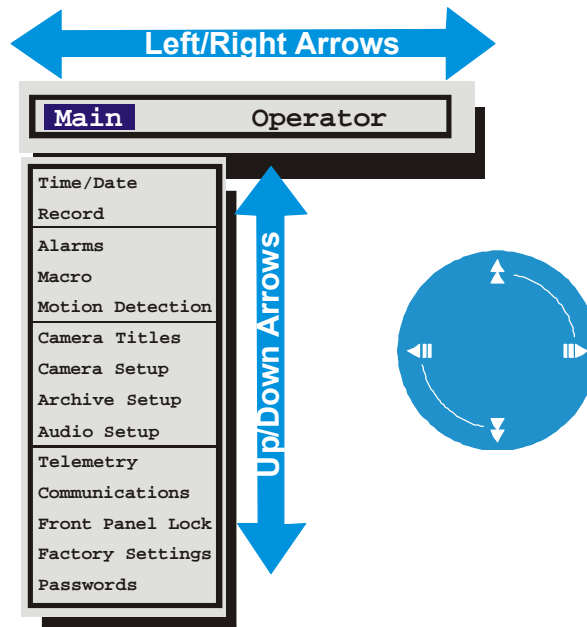 Left/Right Arrows
Main Operator
Time/Date
Record
Alarms
Macro
Motion Detection
Camera Titles
Camera Setup
Archive Setup
Audio Setup
Telemetry
Communications
Front Panel Lock
Factory Settings
Passwords
Up/Down Arrows